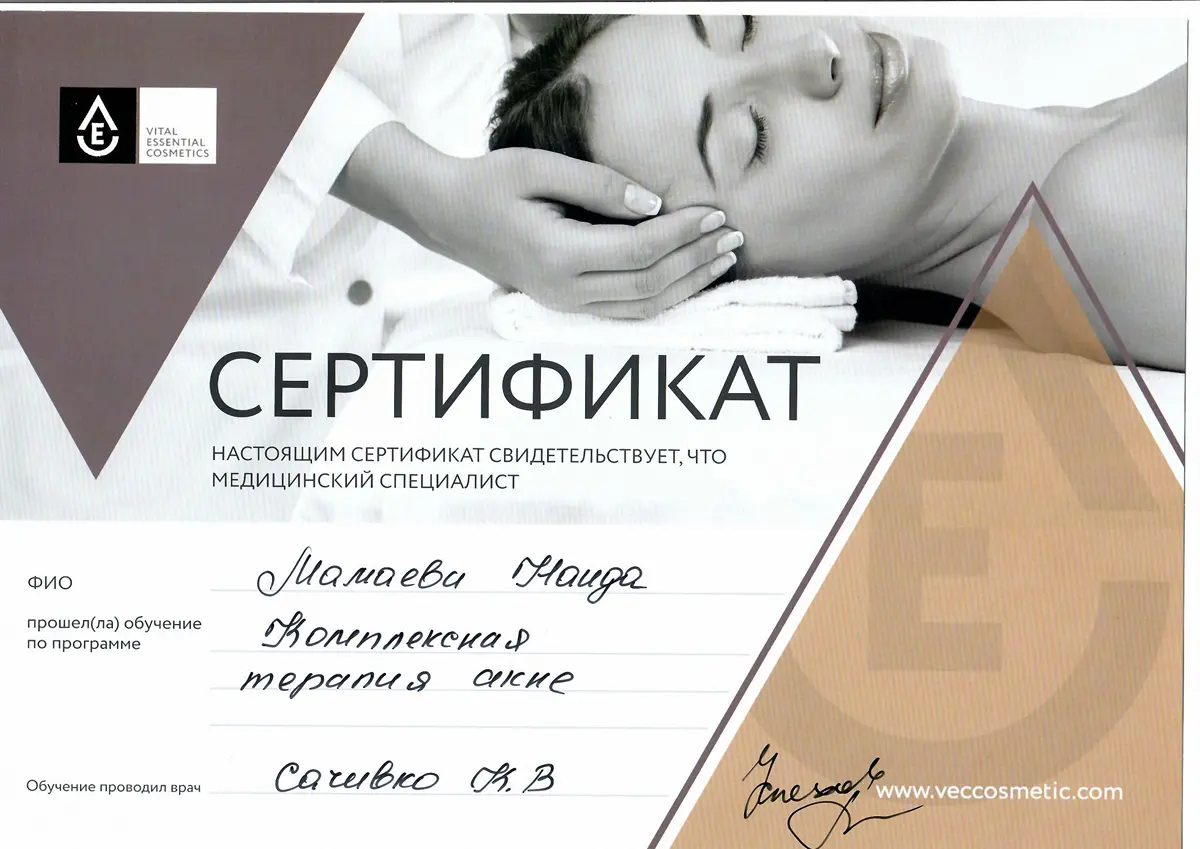 VITAL
ESSENTIAL
COSMETICS
СЕРТИФИКАТ
НАСТОЯЩИМ СЕРТИФИКАТ СВИДЕТЕЛЬСТВУЕТ, ЧТО
МЕДИЦИНСКИЙ СПЕЦИАЛИСТ
ФИО Мамаеви Наида
прошел(ла) обучение
по программе
Комплексная
терапия акне
Обучение проводил врач Сачивко К.В
www.veccosmetic.com